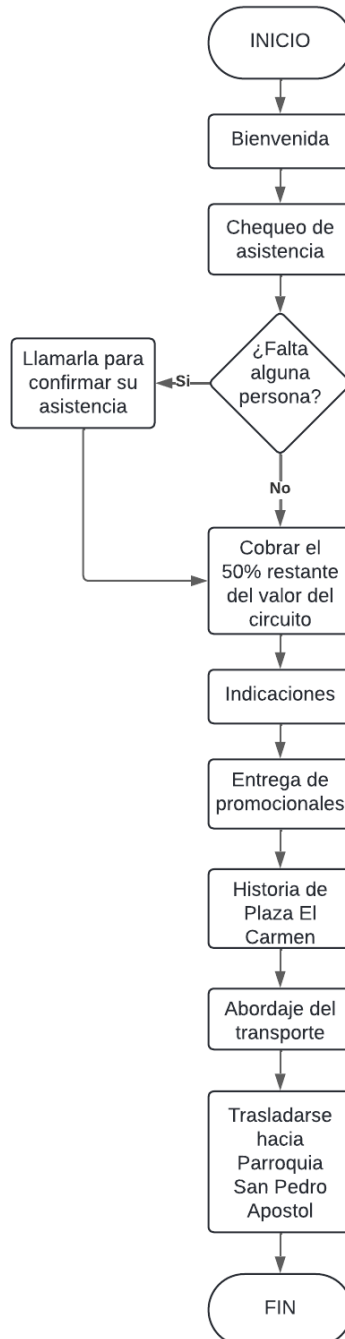 INICIO
Bienvenida
Chequeo de
asistencia
¿Falta
alguna
persona?
Si
Llamarla para
confirmar su
asistencia
No
Cobrar el
50% restante
del valor del
circuito
Indicaciones
Entrega de
promocionales
Historia de
Plaza El
Carmen
Abordaje del
transporte
Trasladarse
hacia
Parroquia
San Pedro
Apostol
FIN